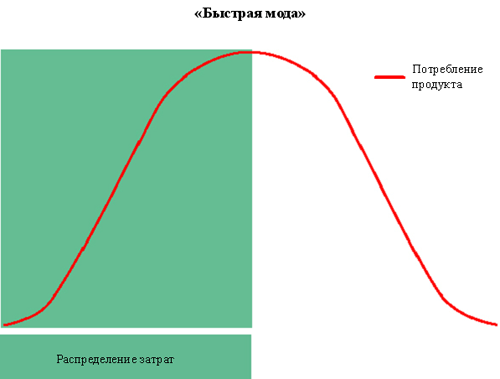 «Быстрая мода»
Потребление
продукта
Распределение затрат